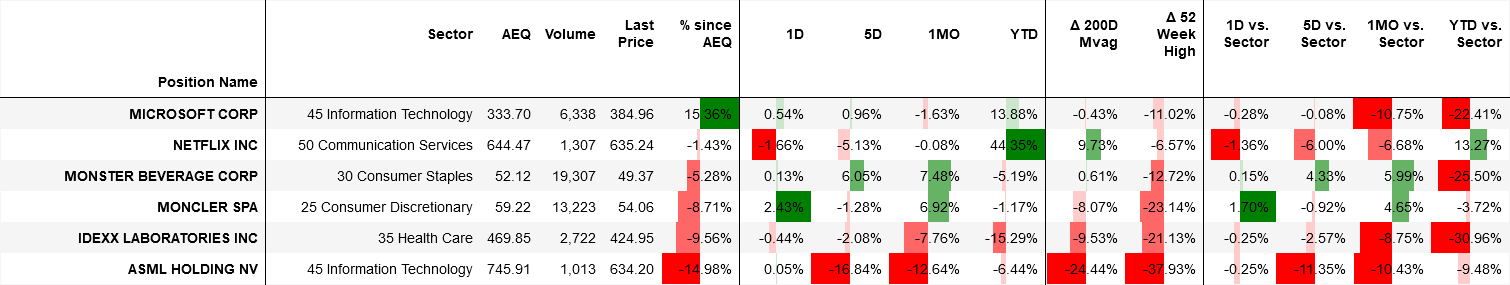 Position Name Sector AEQ Volume Last Price % since AEQ 1D 5D 1MO YTD Δ 200D Mvag Δ 52 Week High 1D vs. Sector 5D vs. Sector 1MO vs. Sector YTD vs. Sector
MICROSOFT CORP 45 Information Technology 333.70 6,338 384.96 15.36% 0.54% 0.96% -1.63% 13.88% -0.43% -11.02% -0.28% -0.08% -10.75% -22.41%
NETFLIX INC 50 Communication Services 644.47 1,307 635.24 -1.43% -1.66% -5.13% -0.08% 44.35% 9.73% -6.57% -1.36% -6.00% -6.68% 13.27%
MONSTER BEVERAGE CORP 30 Consumer Staples 52.12 19,307 49.37 -5.28% 0.13% 6.05% 7.48% -5.19% 0.61% -12.72% 0.15% 4.33% 5.99% -25.50%
MONCLER SPA 25 Consumer Discretionary 59.22 13,223 54.06 -8.71% 2.43% -1.28% 6.92% -1.17% -8.07% -23.14% 1.70% -0.92% 4.65% -3.72%
IDEXX LABORATORIES INC 35 Health Care 469.85 2,722 424.95 -9.56% -0.44% -2.08% -7.76% -15.29% -9.53% -21.13% -0.25% -2.57% -8.75% -30.96%
ASML HOLDING NV 45 Information Technology 745.91 1,013 634.20 -14.98% 0.05% -16.84% -12.64% -6.44% -24.44% -37.93% -0.25% -11.35% -10.43% -9.48%